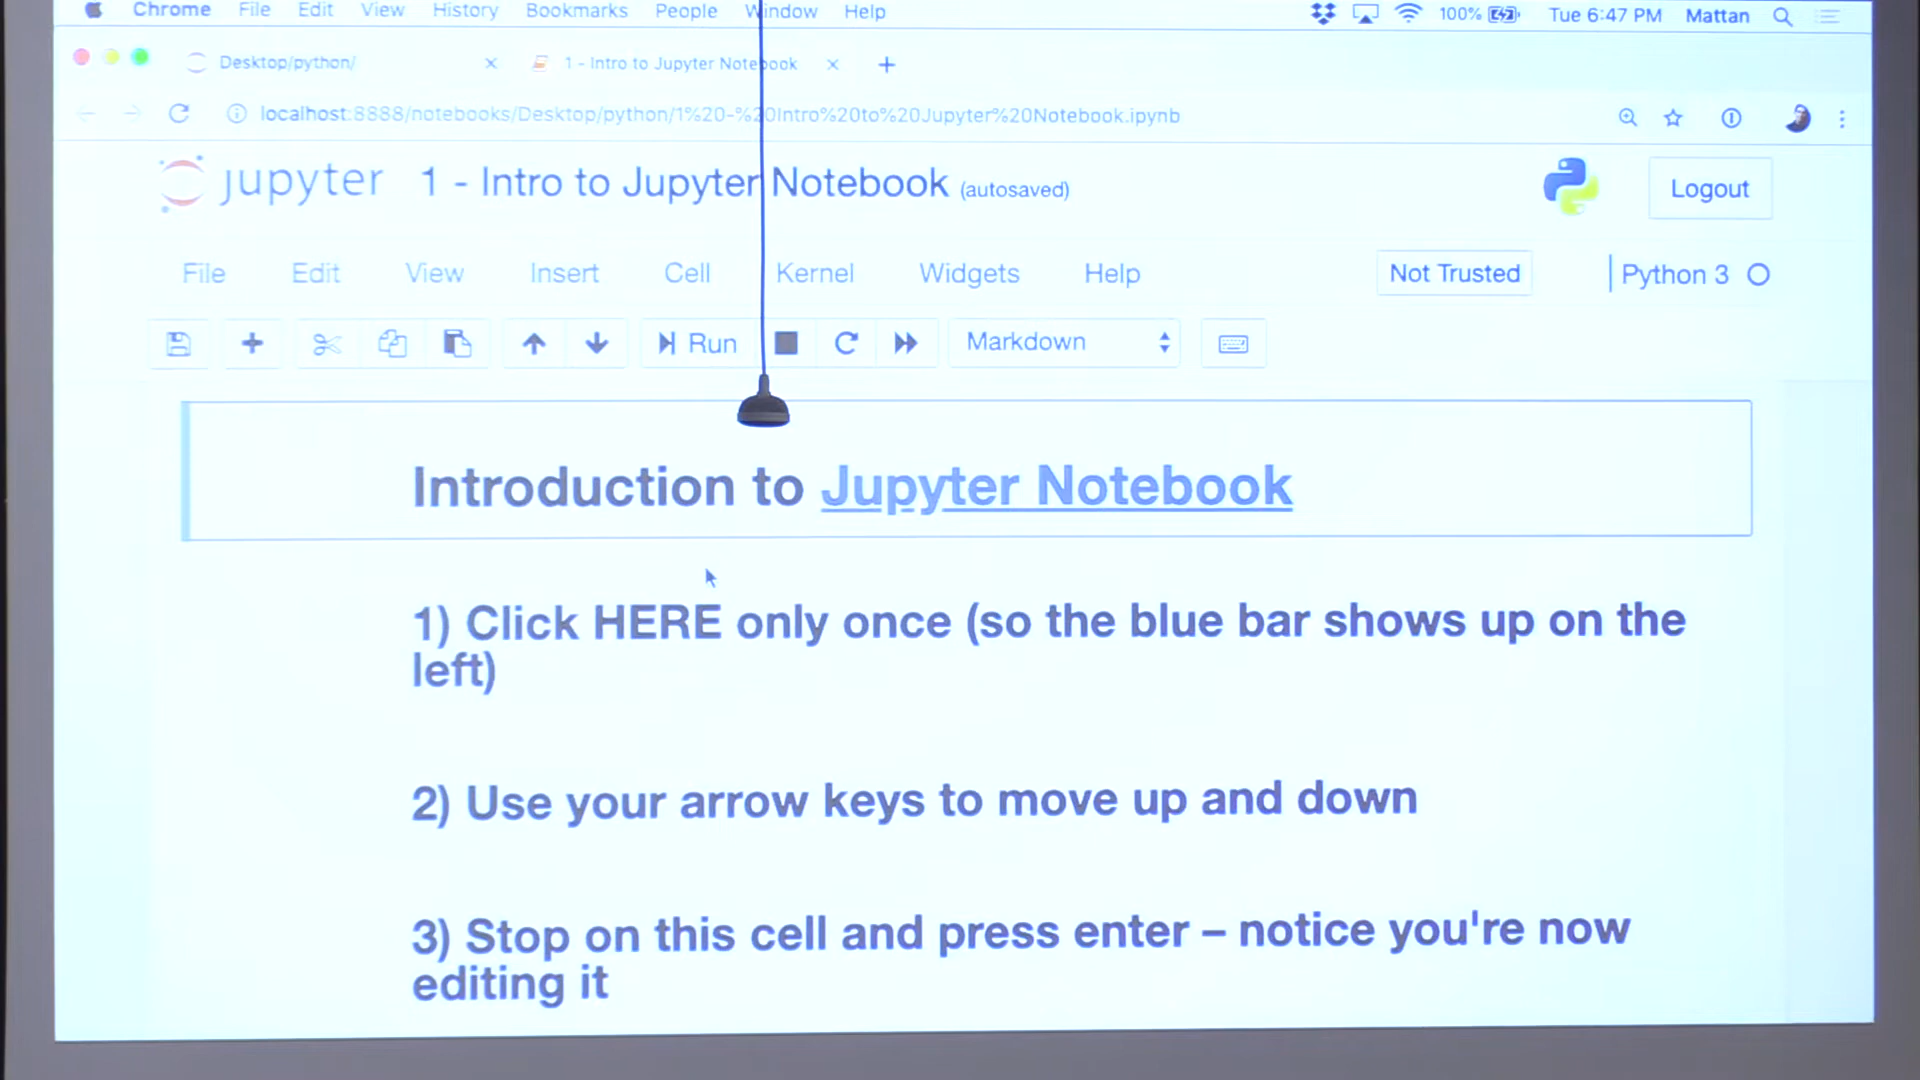 Chrome File Edit View History Bookmarks People Window Help 100% Tue 6:47 PM Mattan
Desktop/python/ 1 - Intro to Jupyter Notebook
localhost:8888/notebooks/Desktop/python/1%20-%20Intro%20to%20Jupyter%20Notebook.ipynb
jupyter 1 - Intro to Jupyter Notebook (autosaved) Logout
File Edit View Insert Cell Kernel Widgets Help Not Trusted Python 3
Run Markdown
Introduction to Jupyter Notebook
1) Click HERE only once (so the blue bar shows up on the
left)
2) Use your arrow keys to move up and down
3) Stop on this cell and press enter – notice you're now
editing it